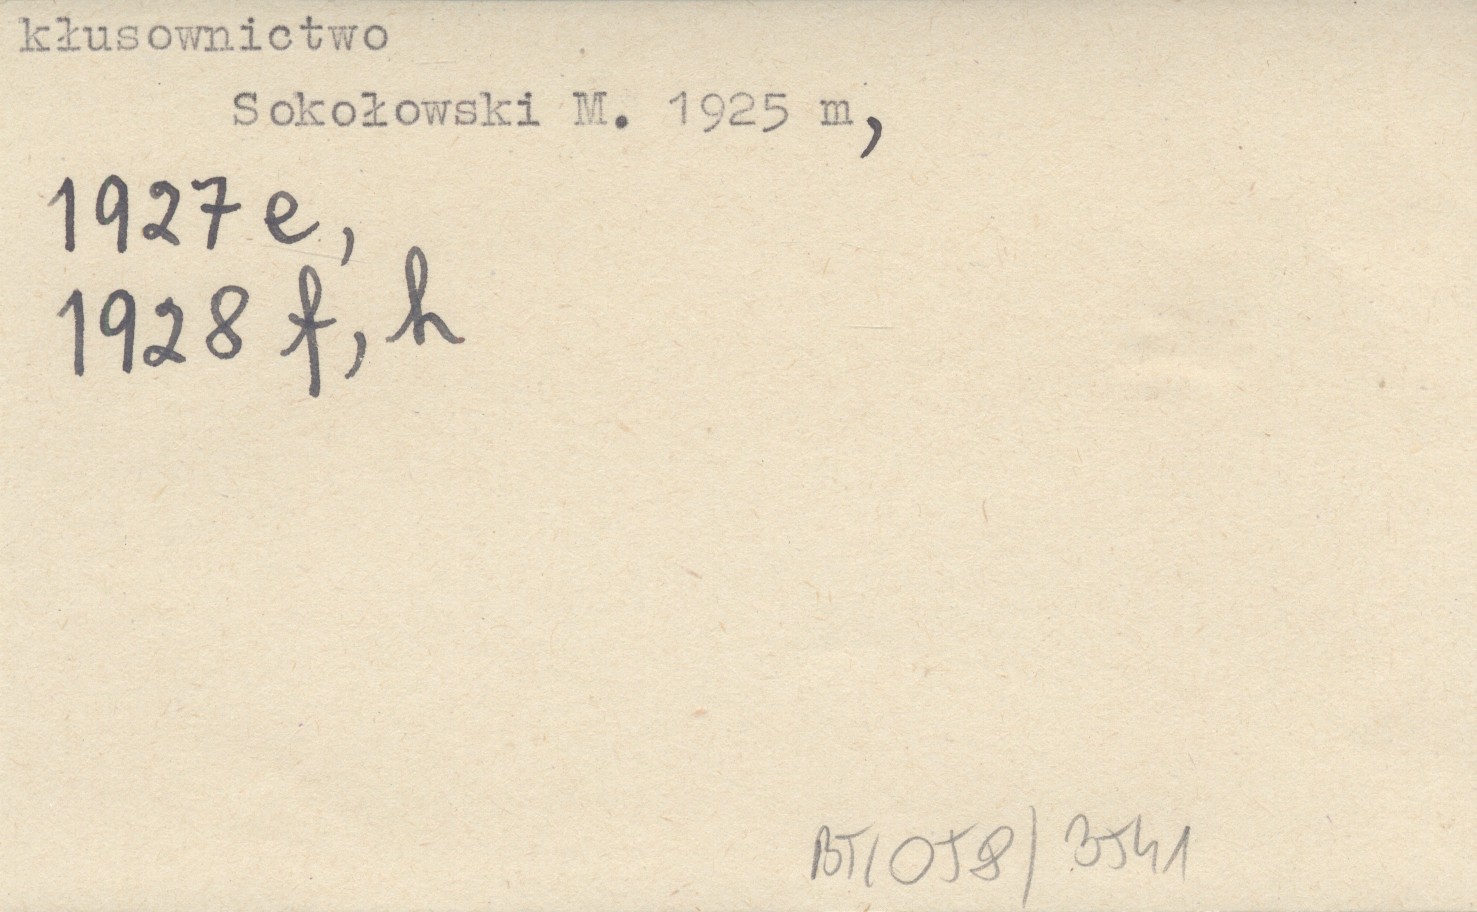 kłusownictwo
Sokołowski M. 1925 m,
1927 e,
1928 f, h
BT/058/3541